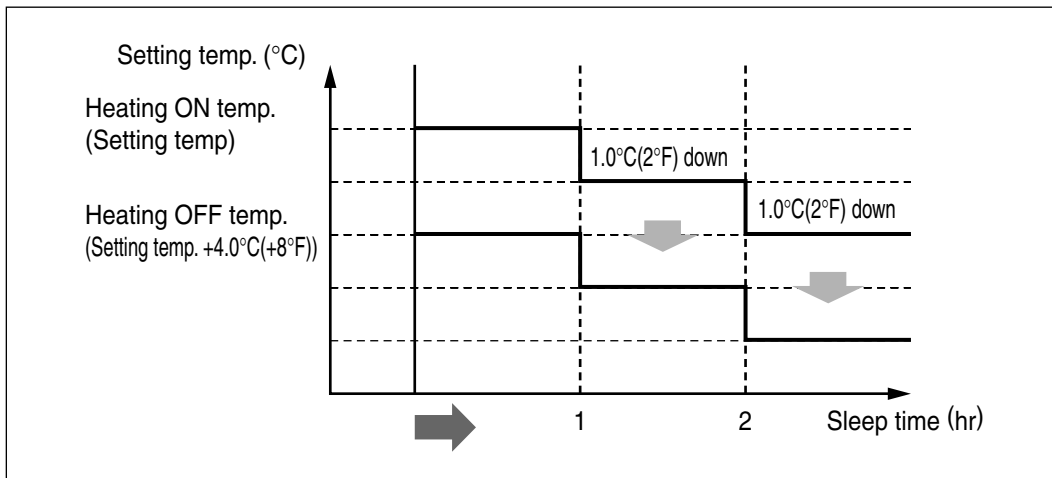 Setting temp. (°C)
Heating ON temp.
(Setting temp)
1.0°C(2°F) down
Heating OFF temp.
(Setting temp. +4.0°C(+8°F))
1.0°C(2°F) down
1
2
Sleep time (hr)